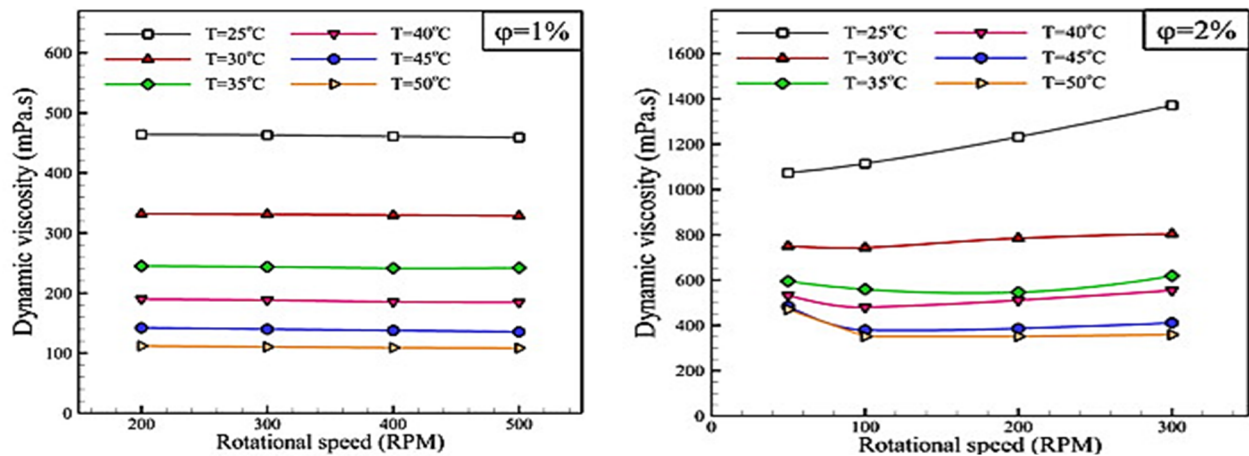 φ=1%
T=25°C T=40°C
T=30°C T=45°C
T=35°C T=50°C
600
500
400
300
200
100
0
Dynamic viscosity (mPa.s)
200 300 400 500
Rotational speed (RPM)
φ=2%
T=25°C T=40°C
T=30°C T=45°C
T=35°C T=50°C
1600
1400
1200
1000
800
600
400
200
0
Dynamic viscosity (mPa.s)
0 100 200 300
Rotational speed (RPM)